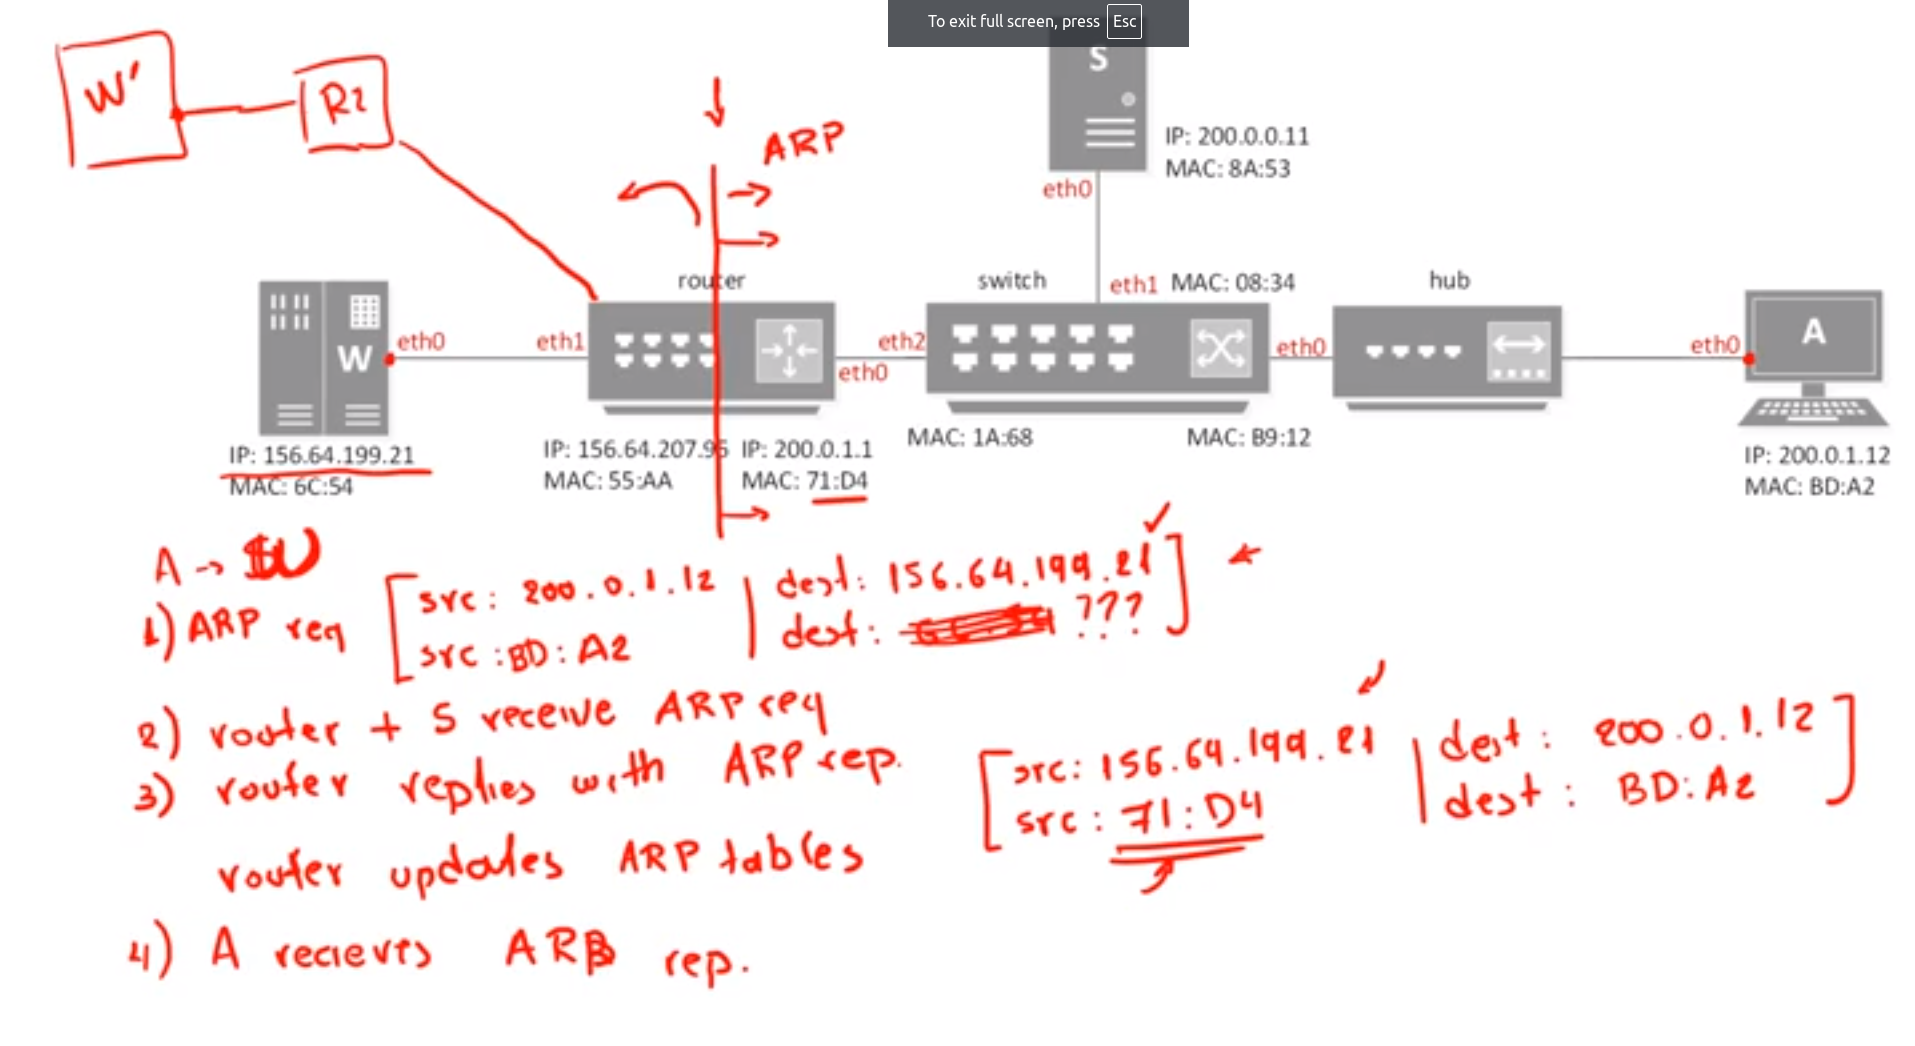 To exit full screen, press Esc
W'
R2
ARP
S
IP: 200.0.0.11
MAC: 8A:53
eth0
router
switch
eth1 MAC: 08:34
hub
W
eth0
eth1
eth2
eth0
eth0
eth0
A
IP: 156.64.199.21
MAC: 6C:54
IP: 156.64.207.96
MAC: 55:AA
IP: 200.0.1.1
MAC: 71:D4
MAC: 1A:68
MAC: B9:12
IP: 200.0.1.12
MAC: BD:A2
A → W
1) ARP req [ src: 200.0.1.12 | dest: 156.64.199.21 ]
src: BD:A2 | dest: ???
2) router + S receive ARP req
3) router replies with ARP rep. [ src: 156.64.199.21 | dest: 200.0.1.12 ]
src: 71:D4 | dest: BD:A2
router updates ARP tables
4) A recieves ARP rep.